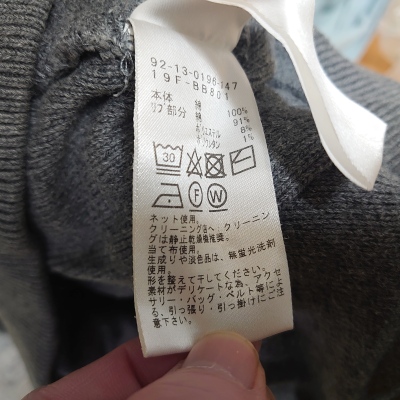 92-13-0196-147
19F-BB801
本体 綿 100%
リブ部分 綿 91%
ポリエステル 8%
ポリウレタン 1%
30
F W
ネット使用。
クリーニング店へ、クリーニン
グは静止乾燥機推奨。
当て布使用。
生成りや淡色品は、無蛍光洗剤
使用。
形を整えて干してください。
素材がデリケートな為、アクセ
サリー・バッグ・ベルト等によ
る、引っ張り・引っ掛けにご注
意下さい。